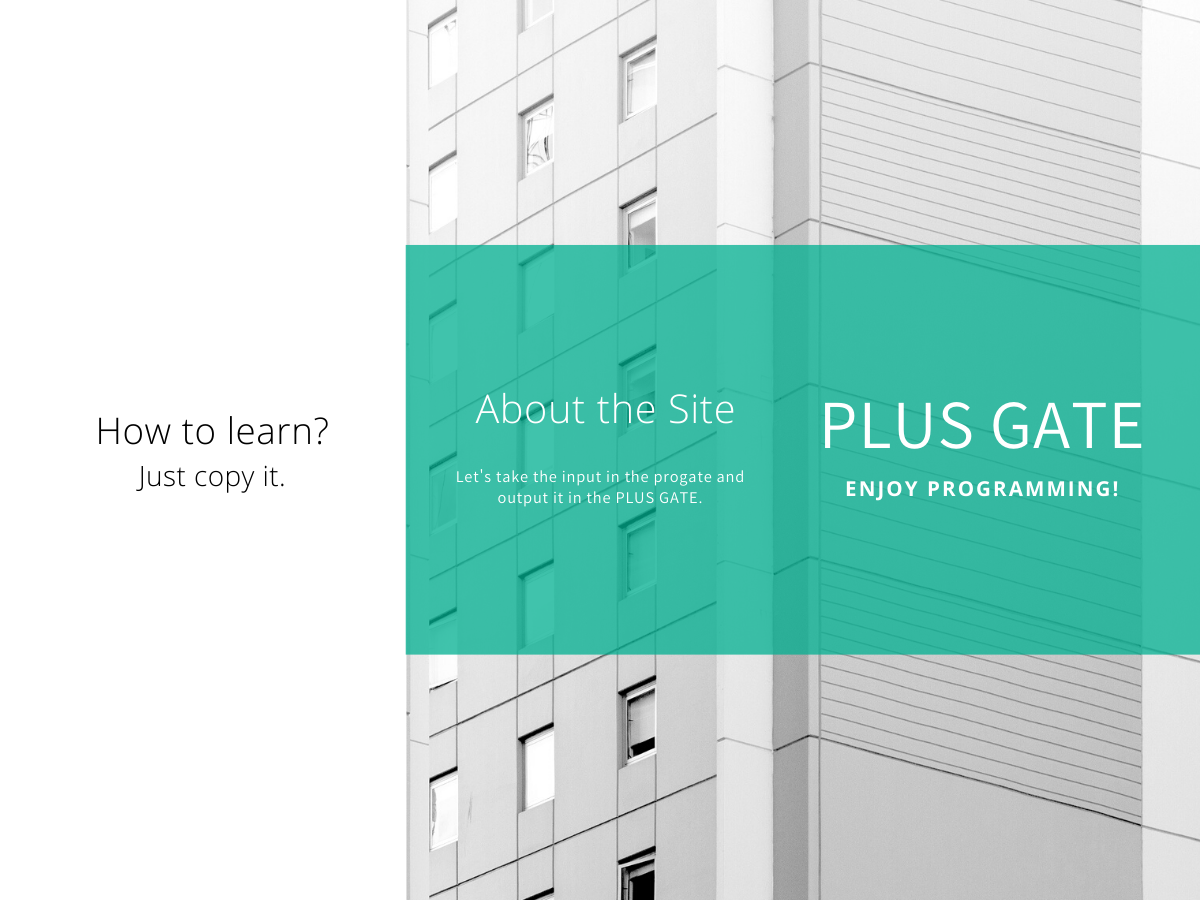 How to learn?
Just copy it.
About the Site
Let's take the input in the progate and
output it in the PLUS GATE.
PLUS GATE
ENJOY PROGRAMMING!